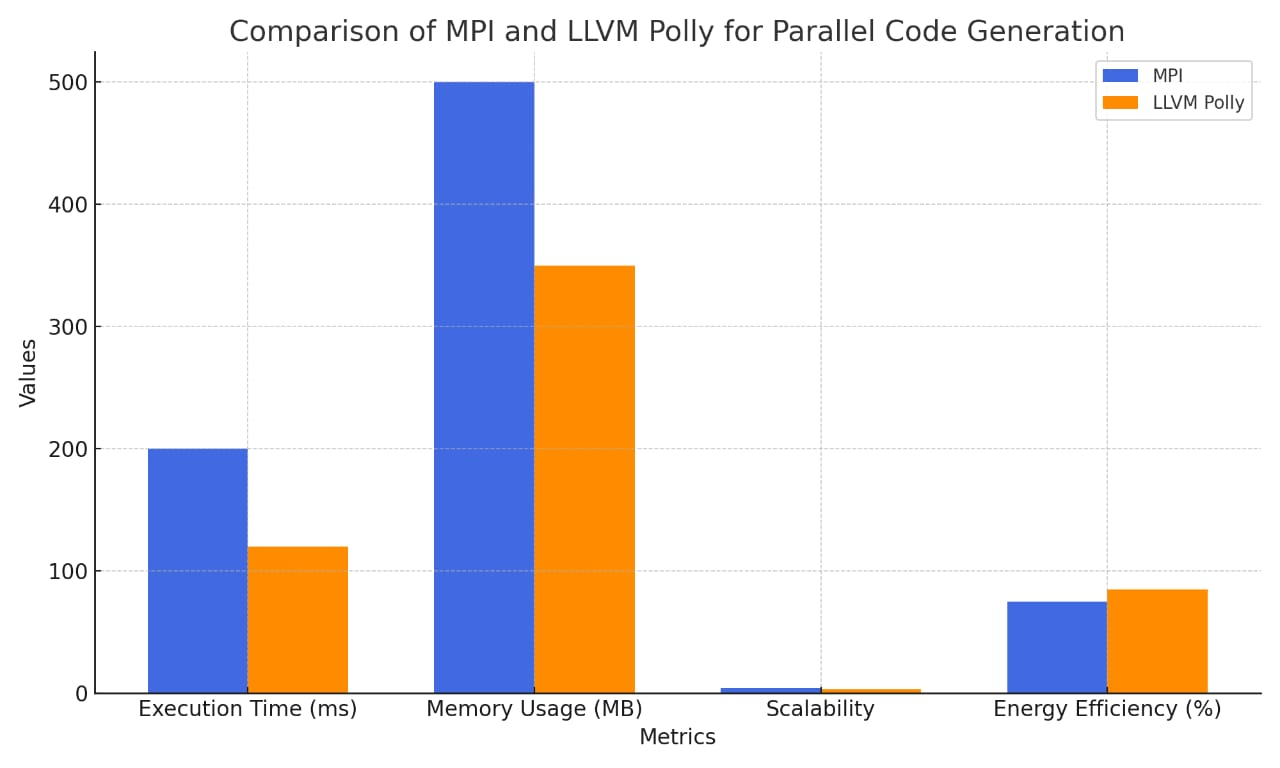 Comparison of MPI and LLVM Polly for Parallel Code Generation
MPI
LLVM Polly
500
400
300
200
100
0
Values
Execution Time (ms)
Memory Usage (MB)
Scalability
Energy Efficiency (%)
Metrics